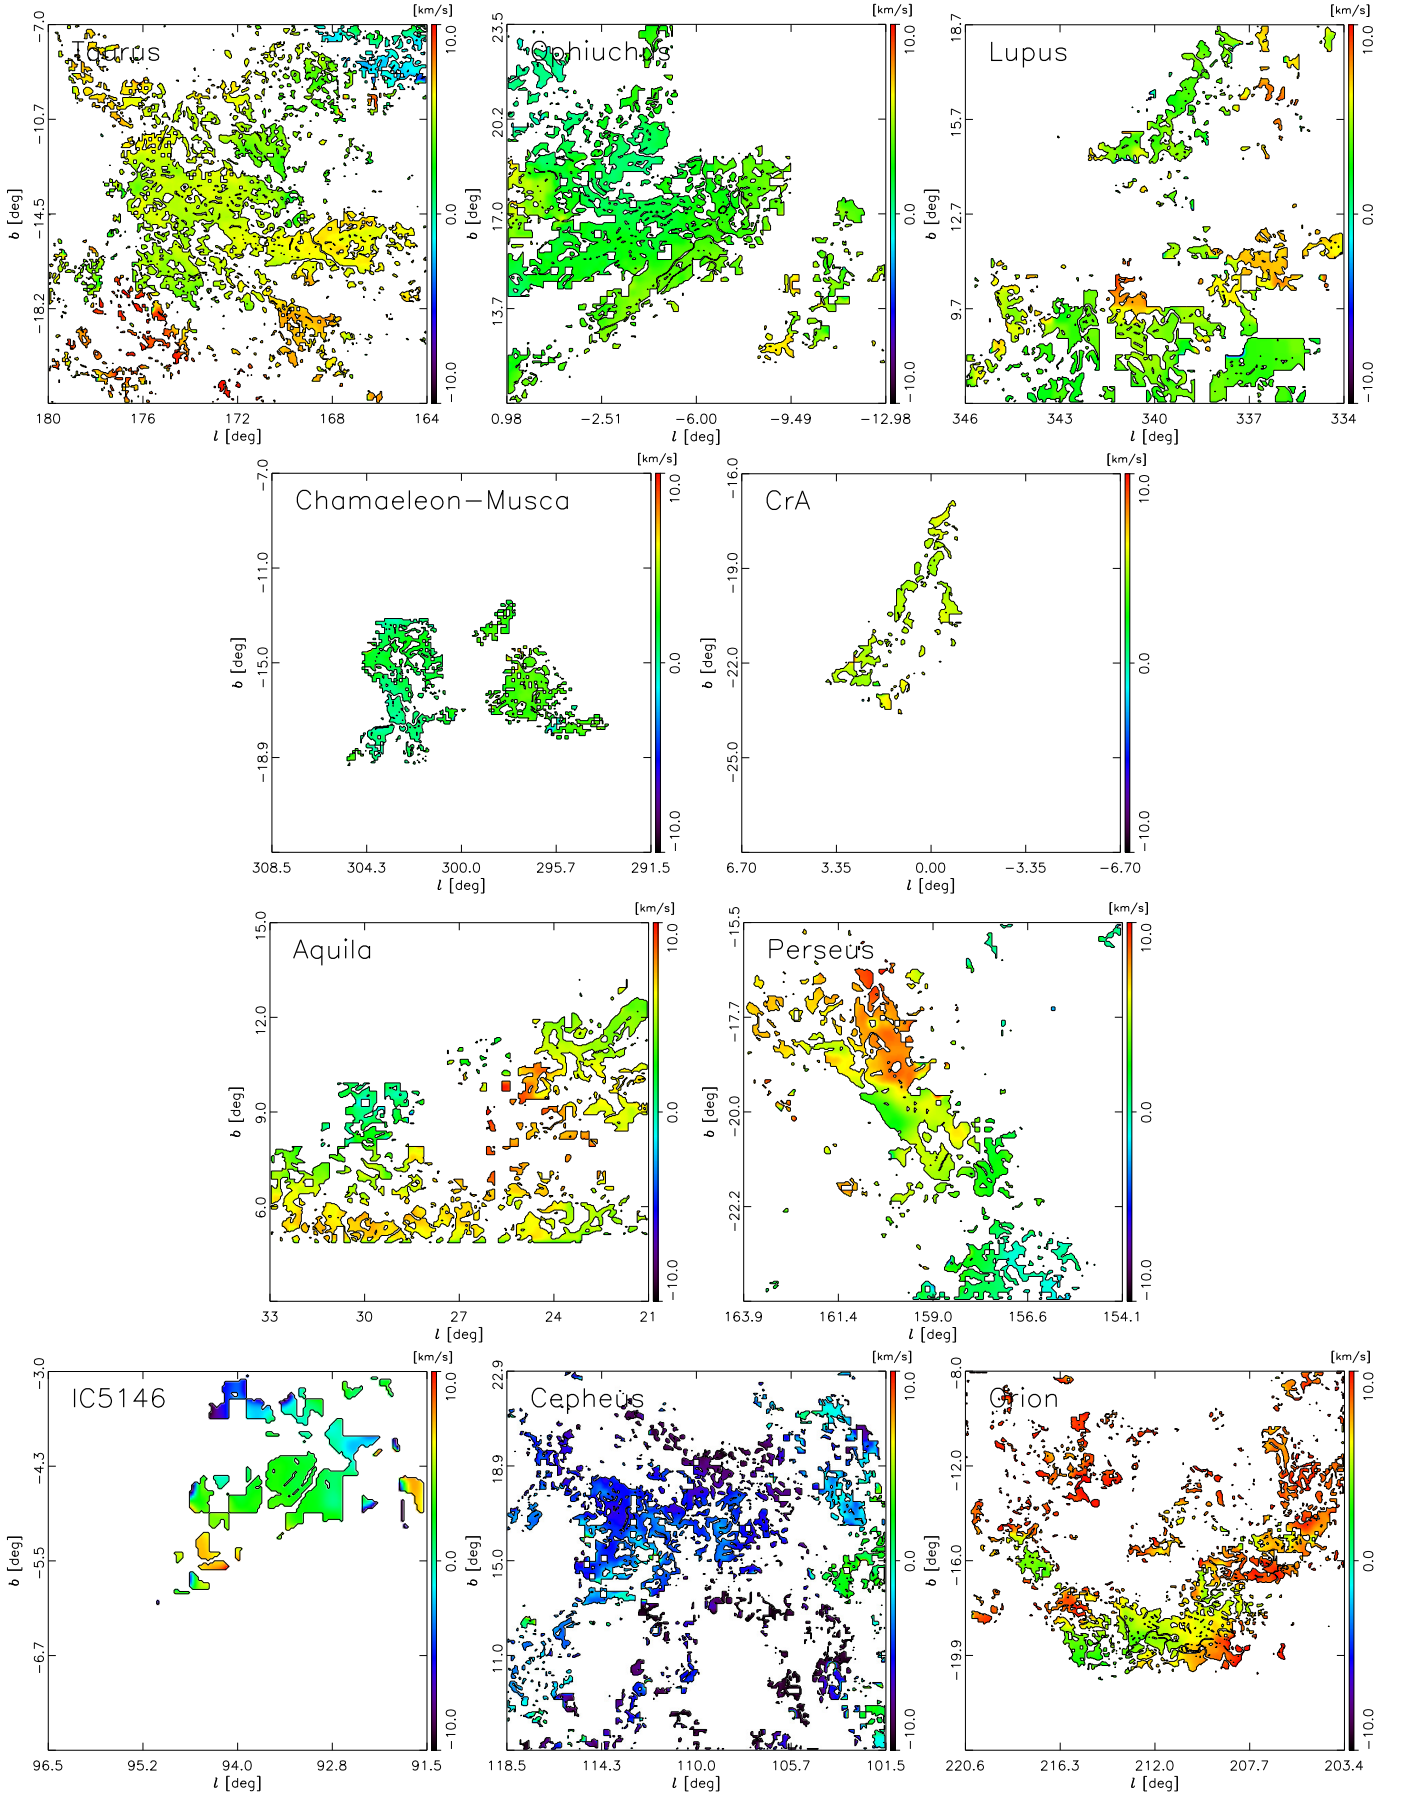 [km/s] [km/s] [km/s]
Taurus Ophiuchus Lupus
−7.0 −10.7 −14.5 −18.2
b [deg]
180 176 172 168 164
l [deg]
10.0 0.0 −10.0
23.5 20.2 17.0 13.7
b [deg]
0.98 −2.51 −6.00 −9.49 −12.98
l [deg]
10.0 0.0 −10.0
18.7 15.7 12.7 9.7
b [deg]
346 343 340 337 334
l [deg]
10.0 0.0 −10.0
[km/s] [km/s]
Chamaeleon−Musca CrA
−7.0 −11.0 −15.0 −18.9
b [deg]
308.5 304.3 300.0 295.7 291.5
l [deg]
10.0 0.0 −10.0
−16.0 −19.0 −22.0 −25.0
b [deg]
6.70 3.35 0.00 −3.35 −6.70
l [deg]
10.0 0.0 −10.0
[km/s] [km/s]
Aquila Perseus
15.0 12.0 9.0 6.0
b [deg]
33 30 27 24 21
l [deg]
10.0 0.0 −10.0
−15.5 −17.7 −20.0 −22.2
b [deg]
163.9 161.4 159.0 156.6 154.1
l [deg]
10.0 0.0 −10.0
[km/s] [km/s] [km/s]
IC5146 Cepheus Orion
−3.0 −4.3 −5.5 −6.7
b [deg]
96.5 95.2 94.0 92.8 91.5
l [deg]
10.0 0.0 −10.0
22.9 18.9 15.0 11.0
b [deg]
118.5 114.3 110.0 105.7 101.5
l [deg]
10.0 0.0 −10.0
−8.0 −12.0 −16.0 −19.9
b [deg]
220.6 216.3 212.0 207.7 203.4
l [deg]
10.0 0.0 −10.0